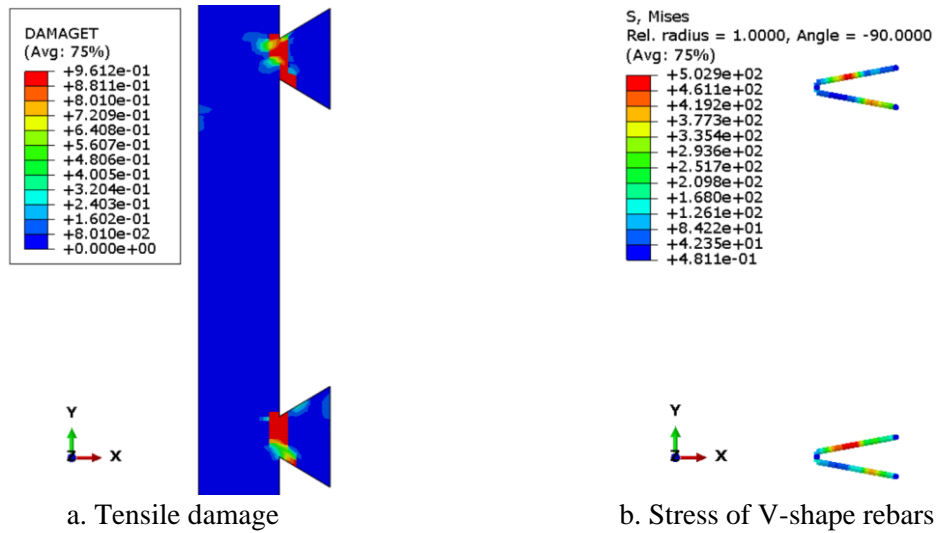 DAMAGET
(Avg: 75%)
+9.612e-01
+8.811e-01
+8.010e-01
+7.209e-01
+6.408e-01
+5.607e-01
+4.806e-01
+4.005e-01
+3.204e-01
+2.403e-01
+1.602e-01
+8.010e-02
+0.000e+00
Y
Z
X
a. Tensile damage
S, Mises
Rel. radius = 1.0000, Angle = -90.0000
(Avg: 75%)
+5.029e+02
+4.611e+02
+4.192e+02
+3.773e+02
+3.354e+02
+2.936e+02
+2.517e+02
+2.098e+02
+1.680e+02
+1.261e+02
+8.422e+01
+4.235e+01
+4.811e-01
Y
Z
X
b. Stress of V-shape rebars